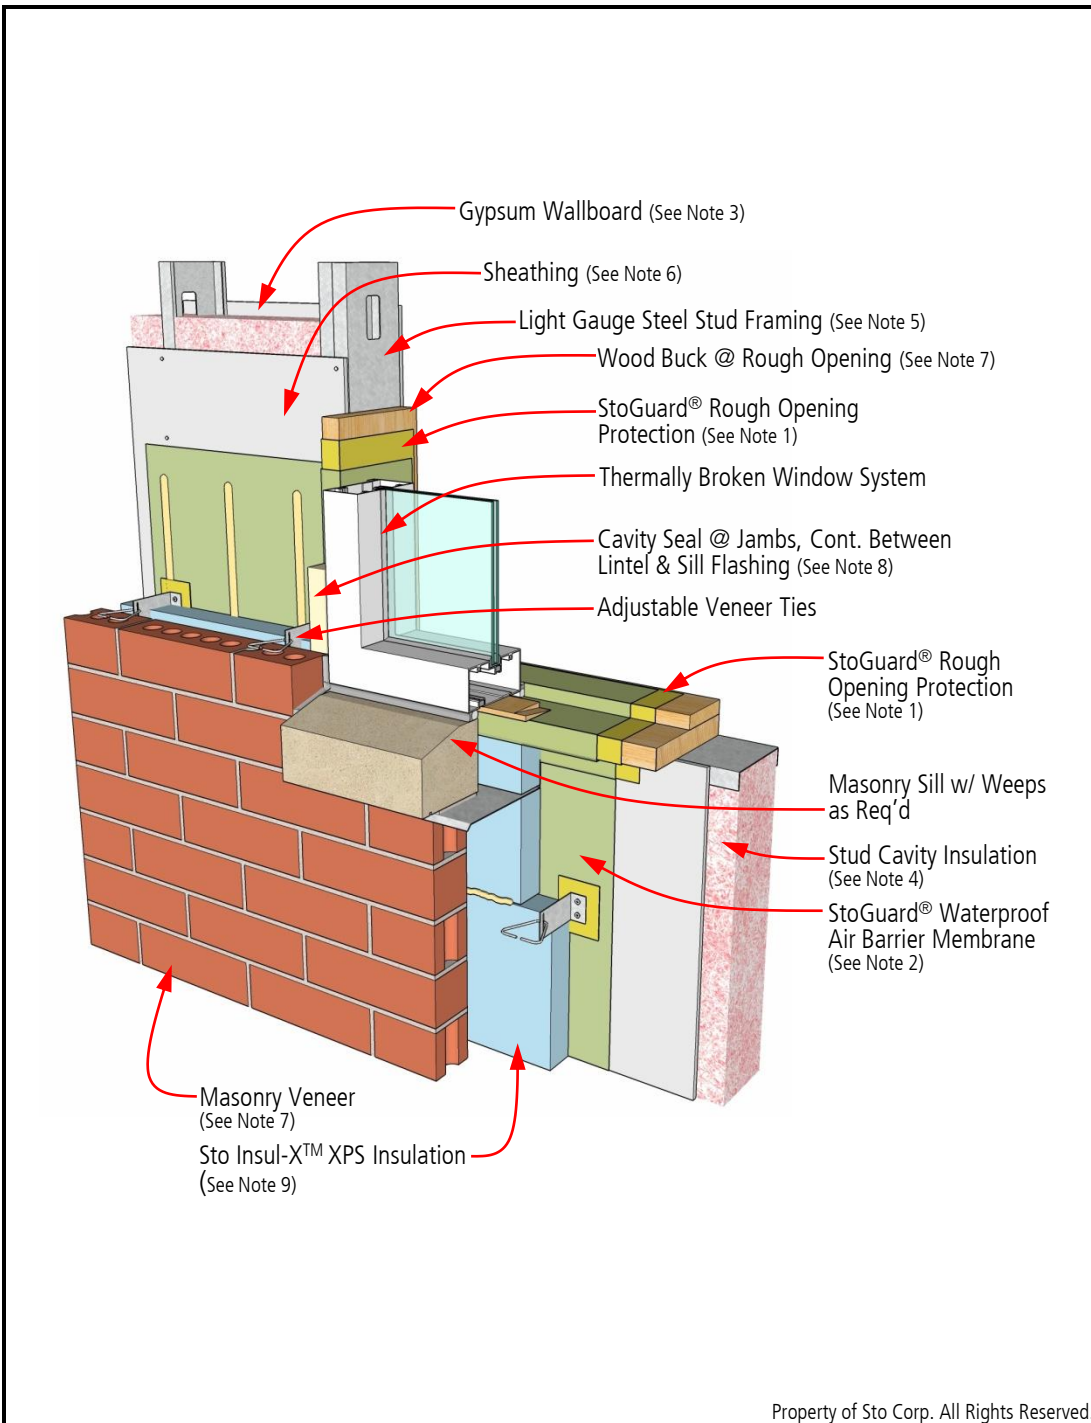 Gypsum Wallboard (See Note 3)
Sheathing (See Note 6)
Light Gauge Steel Stud Framing (See Note 5)
Wood Buck @ Rough Opening (See Note 7)
StoGuard® Rough Opening
Protection (See Note 1)
Thermally Broken Window System
Cavity Seal @ Jambs, Cont. Between
Lintel & Sill Flashing (See Note 8)
Adjustable Veneer Ties
StoGuard® Rough
Opening Protection
(See Note 1)
Masonry Sill w/ Weeps
as Req'd
Stud Cavity Insulation
(See Note 4)
StoGuard® Waterproof
Air Barrier Membrane
(See Note 2)
Masonry Veneer
(See Note 7)
Sto Insul-X™ XPS Insulation
(See Note 9)
Property of Sto Corp. All Rights Reserved